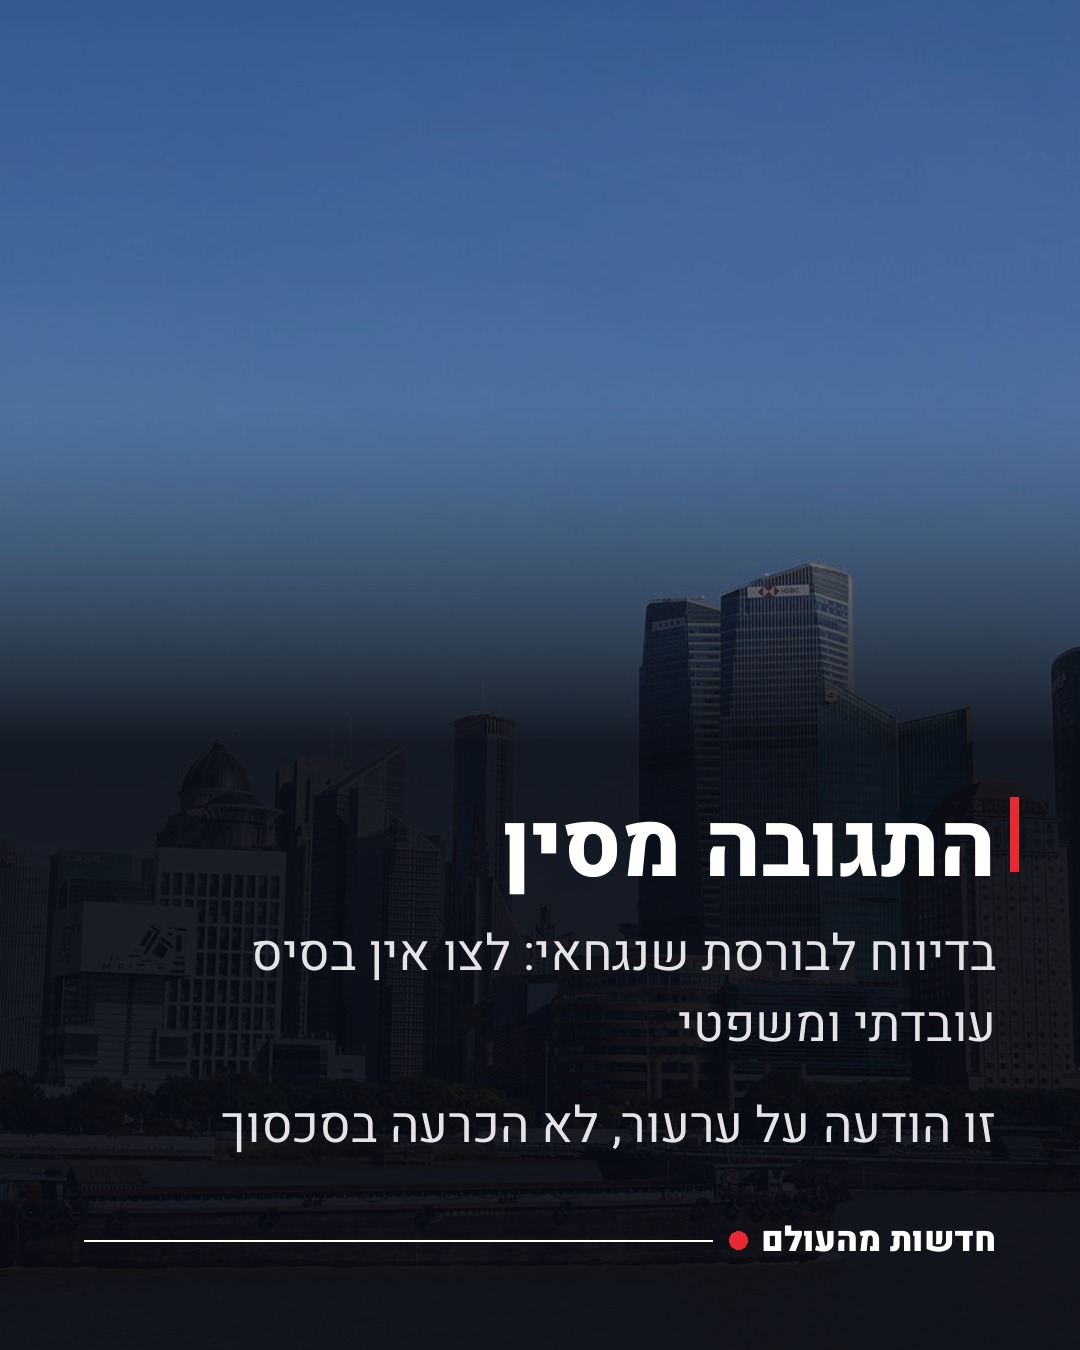 HSBC
התגובה מסין
בדיווח לבורסת שנגחאי: לצו אין בסיס
עובדתי ומשפטי
זו הודעה על ערעור, לא הכרעה בסכסוך
חדשות מהעולם